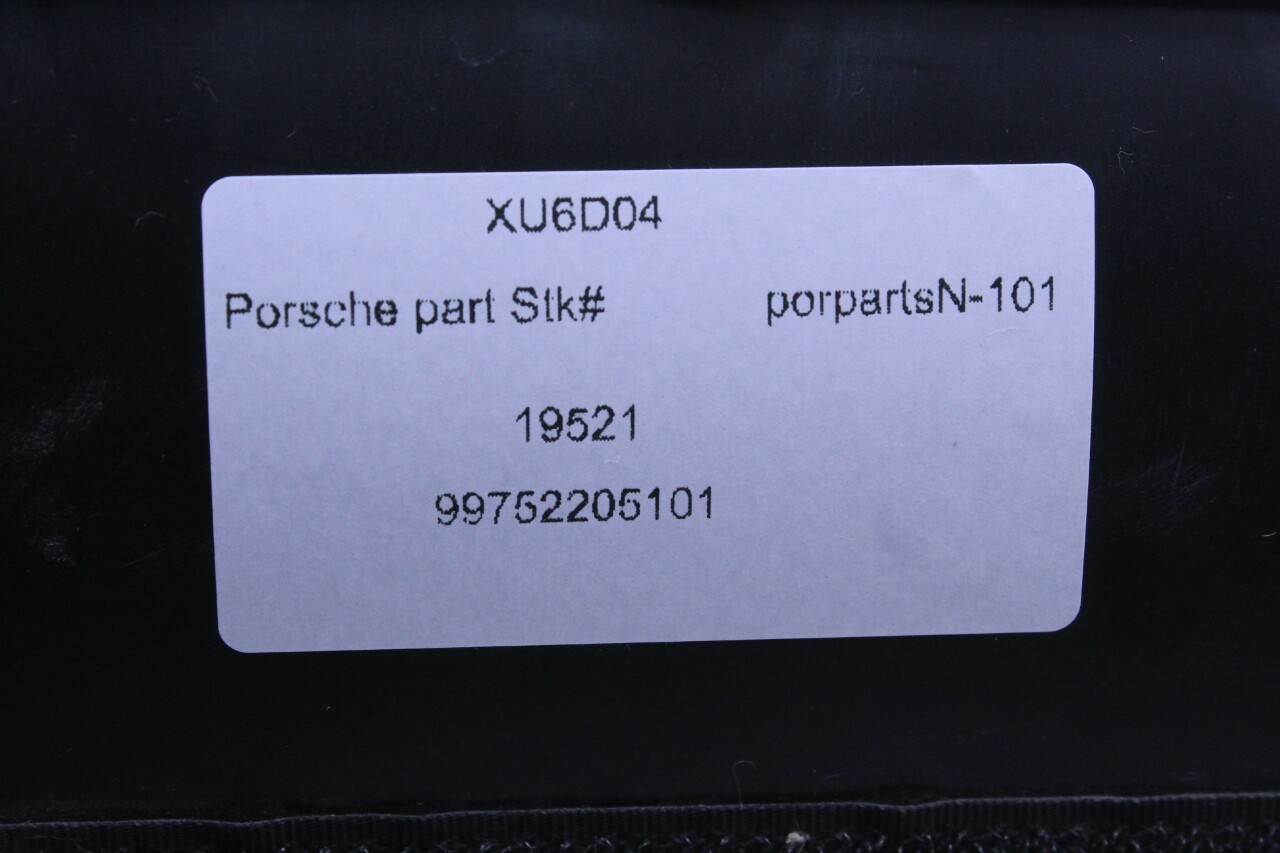 XU6D04
Porsche part Stk# porpartsN-101
19521
99752205101